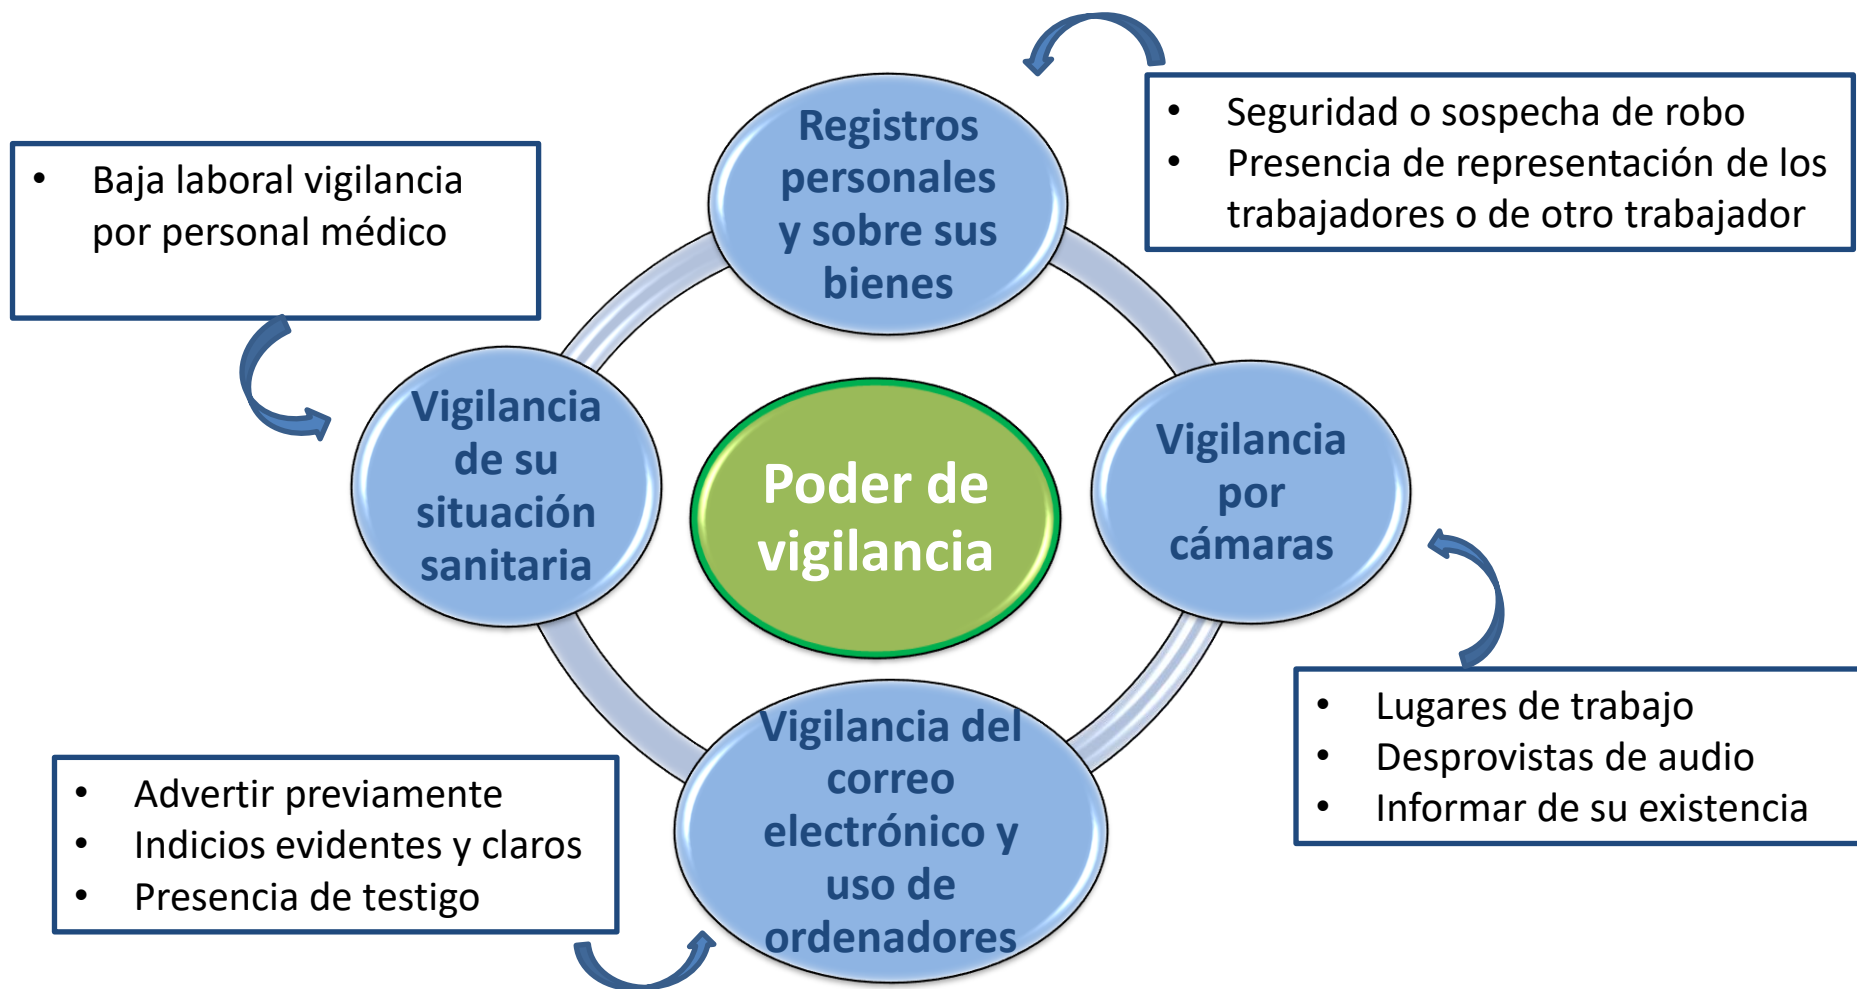 Registros
personales
y sobre sus
bienes
• Seguridad o sospecha de robo
• Presencia de representación de los
trabajadores o de otro trabajador
• Baja laboral vigilancia
por personal médico
Vigilancia
de su
situación
sanitaria
Poder de
vigilancia
Vigilancia
por
cámaras
• Lugares de trabajo
• Desprovistas de audio
• Informar de su existencia
Vigilancia del
correo
electrónico y
uso de
ordenadores
• Advertir previamente
• Indicios evidentes y claros
• Presencia de testigo